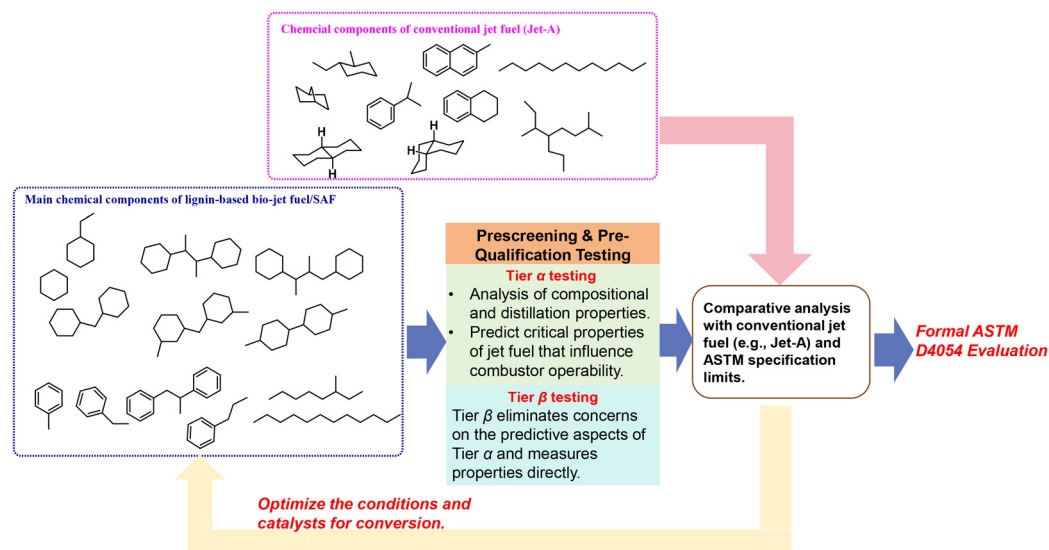 Chemcial components of conventional jet fuel (Jet-A)
H
H
H
H
Main chemical components of lignin-based bio-jet fuel/SAF
Prescreening & Pre-
Qualification Testing
Tier α testing
• Analysis of compositional
and distillation properties.
• Predict critical properties
of jet fuel that influence
combustor operability.
Tier β testing
Tier β eliminates concerns
on the predictive aspects of
Tier α and measures
properties directly.
Comparative analysis
with conventional jet
fuel (e.g., Jet-A) and
ASTM specification
limits.
Formal ASTM
D4054 Evaluation
Optimize the conditions and
catalysts for conversion.